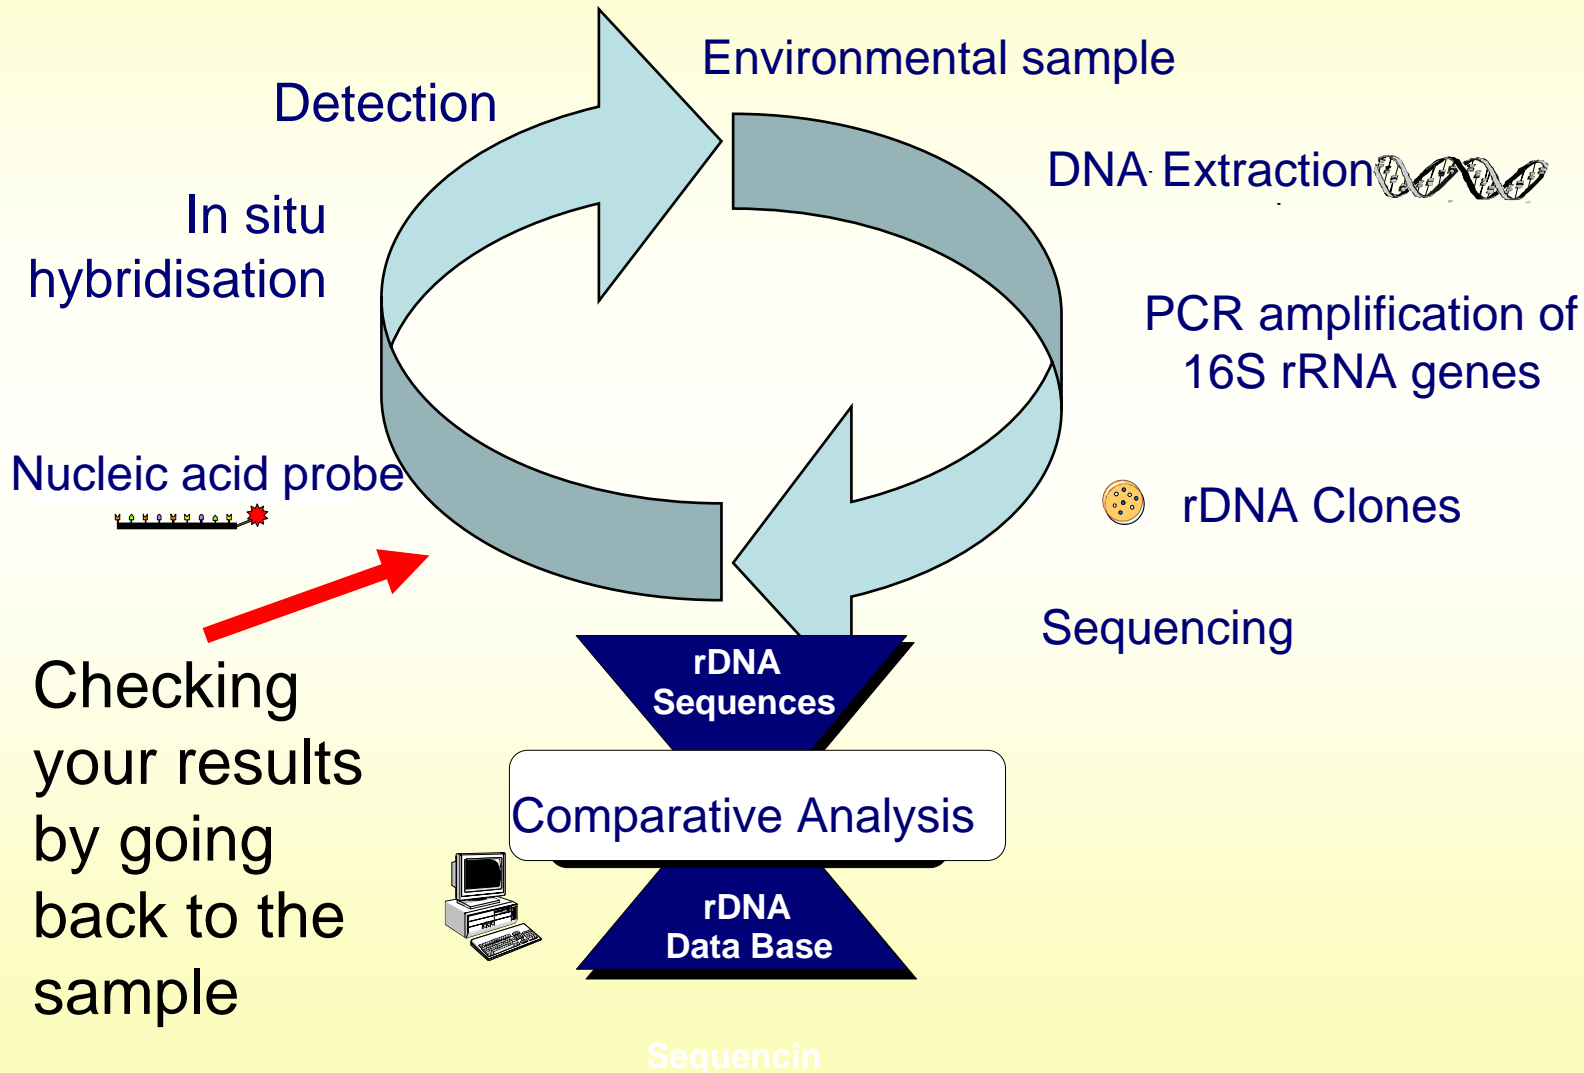 Environmental sample
Detection
DNA Extraction
In situ
hybridisation
PCR amplification of
16S rRNA genes
Nucleic acid probe
rDNA Clones
Sequencing
rDNA
Sequences
Checking
your results
by going
back to the
sample
Comparative Analysis
rDNA
Data Base
Sequencin